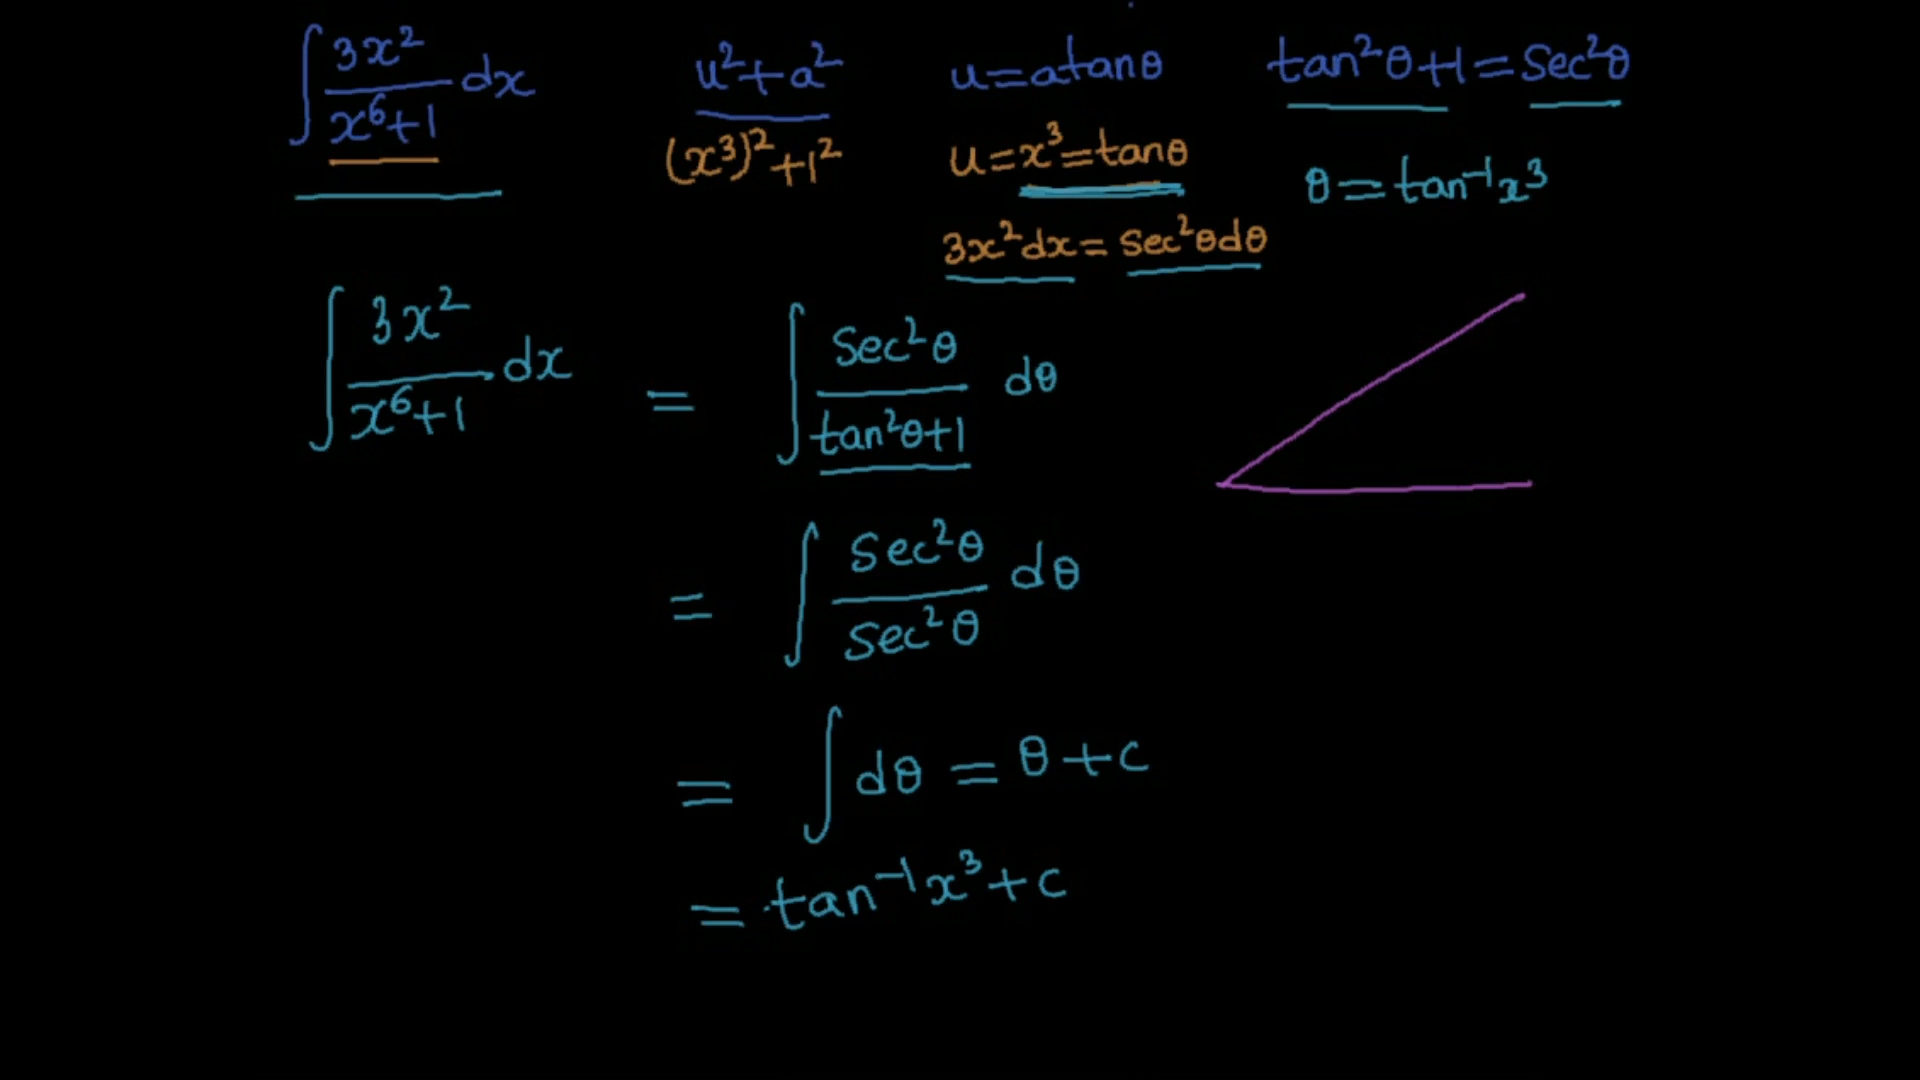 ∫ 3x²/(x⁶+1) dx   u²+a²   u=atanθ   tan²θ+1=Sec²θ
(x³)²+1²   u=x³=tanθ   θ=tan⁻¹x³
3x²dx=Sec²θdθ
∫ 3x²/(x⁶+1) dx = ∫ Sec²θ/(tan²θ+1) dθ
= ∫ Sec²θ/Sec²θ dθ
= ∫dθ = θ+c
= tan⁻¹x³+c